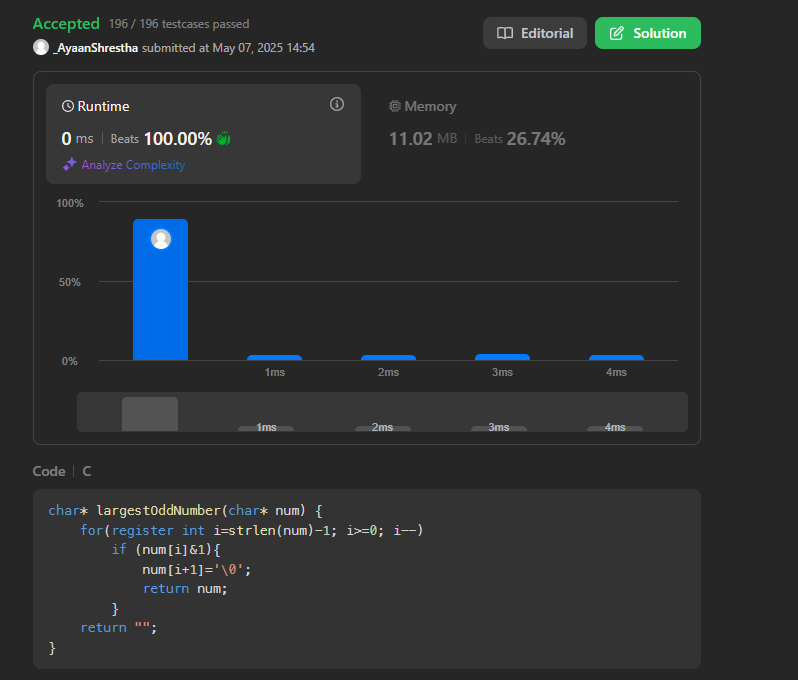 Accepted 196 / 196 testcases passed
_AyaanShrestha submitted at May 07, 2025 14:54
Editorial
Solution
Runtime
0 ms | Beats 100.00%
Analyze Complexity
Memory
11.02 MB | Beats 26.74%
100%
50%
0%
1ms 2ms 3ms 4ms
1ms 2ms 3ms 4ms
Code | C
char* largestOddNumber(char* num) {
    for(register int i=strlen(num)-1; i>=0; i--)
        if (num[i]&1){
            num[i+1]='\0';
            return num;
        }
    return "";
}